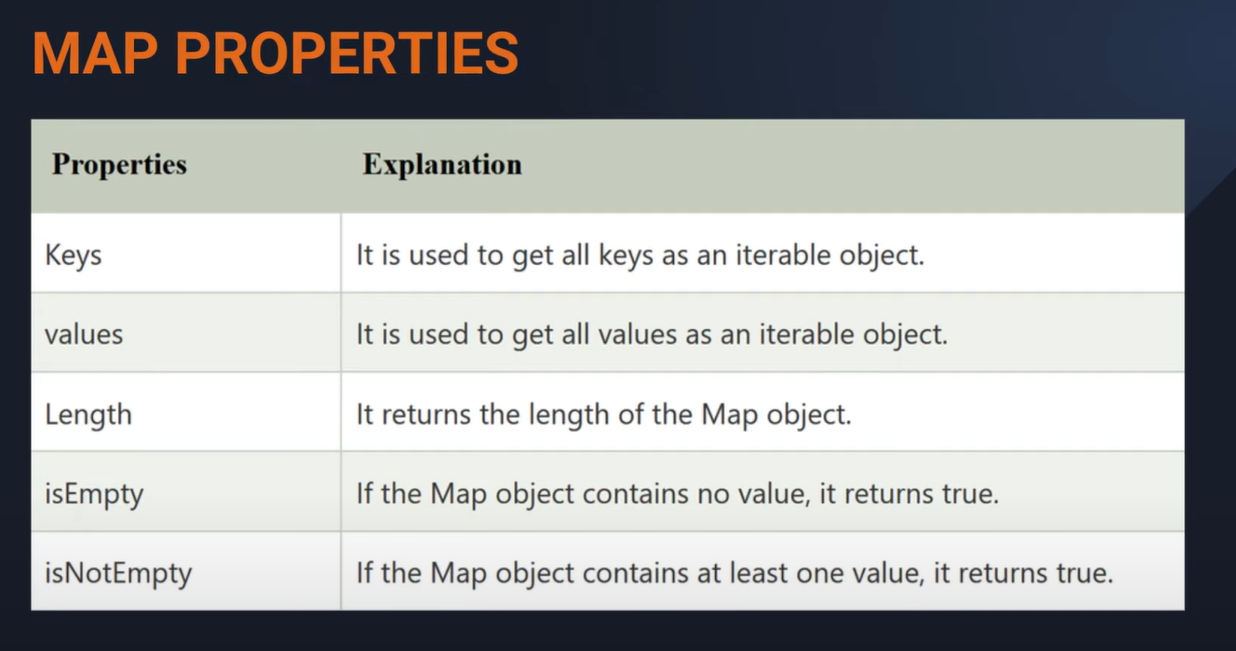 MAP PROPERTIES
Properties Explanation
Keys It is used to get all keys as an iterable object.
values It is used to get all values as an iterable object.
Length It returns the length of the Map object.
isEmpty If the Map object contains no value, it returns true.
isNotEmpty If the Map object contains at least one value, it returns true.